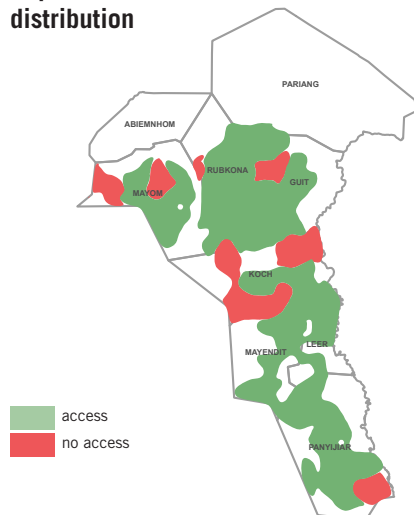 distribution
PARIANG
ABIEMNHOM
RUBKONA
GUIT
MAYOM
KOCH
MAYENDIT
LEER
PANYIJIAR
access
no access